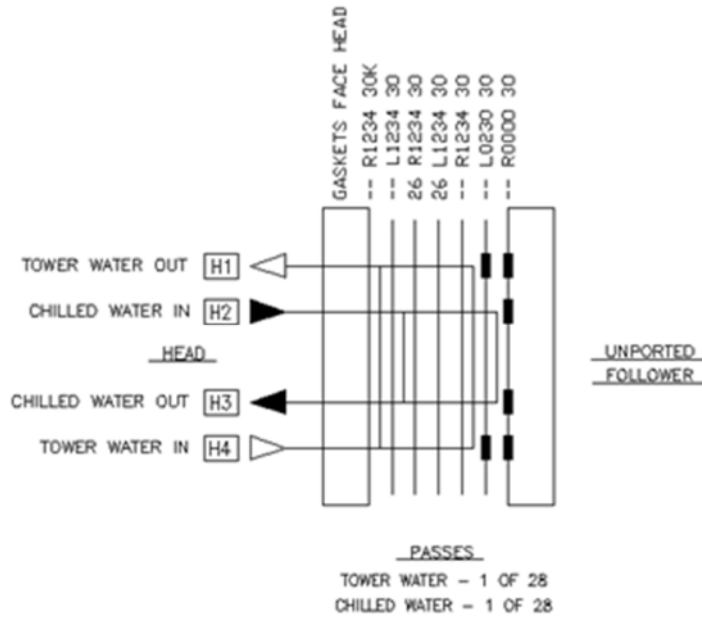 GASKETS FACE HEAD
-- R1234 30K
-- L1234 30
26 R1234 30
26 L1234 30
-- R1234 30
-- L0230 30
-- R0000 30
TOWER WATER OUT H1
CHILLED WATER IN H2
HEAD
CHILLED WATER OUT H3
TOWER WATER IN H4
UNPORTED
FOLLOWER
PASSES
TOWER WATER - 1 OF 28
CHILLED WATER - 1 OF 28